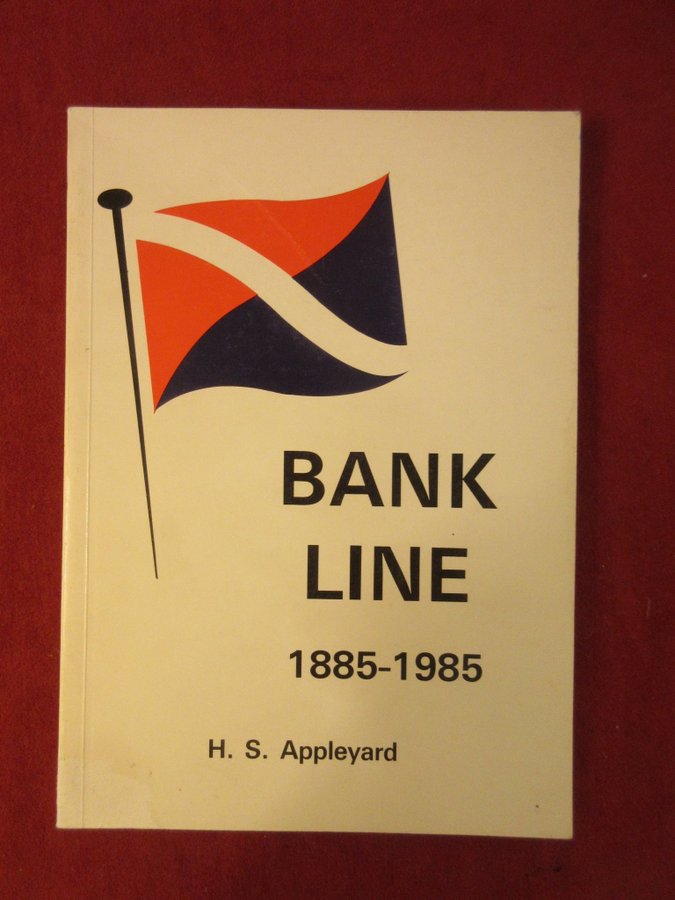 BANK
LINE
1885-1985
H. S. Appleyard